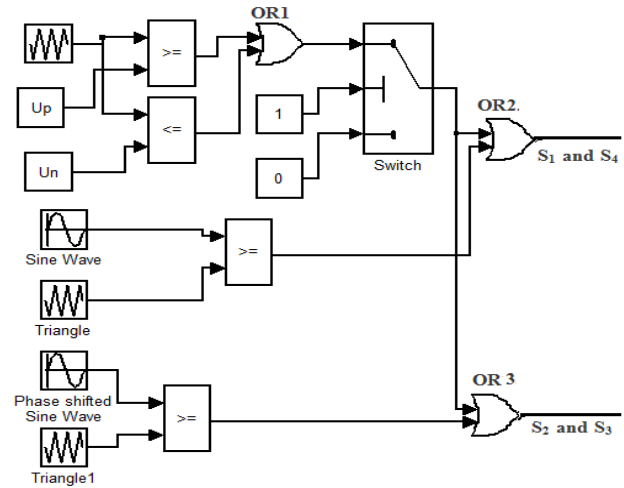 OR1
>=
Up
<=
1
OR2.
Un
0
Switch
S₁ and S₄
Sine Wave
>=
Triangle
Phase shifted
Sine Wave
>=
OR 3
S₂ and S₃
Triangle1